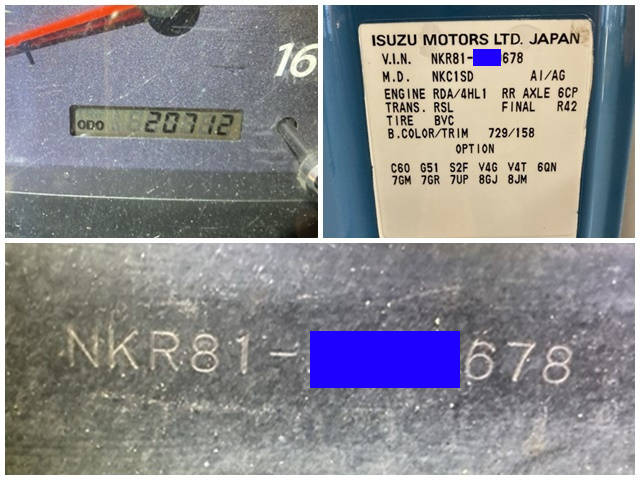 16
ODO 207712
ISUZU MOTORS LTD. JAPAN
V.I.N. NKR81- 678
M.D. NKC1SD AI/AG
ENGINE RDA/4HL1 RR AXLE 6CP
TRANS. RSL FINAL R42
TIRE BVC
B.COLOR/TRIM 729/158
OPTION
C60 G51 S2F V4G V4T 6QN
7GM 7GR 7UP 8GJ 8JM
NKR81- 678